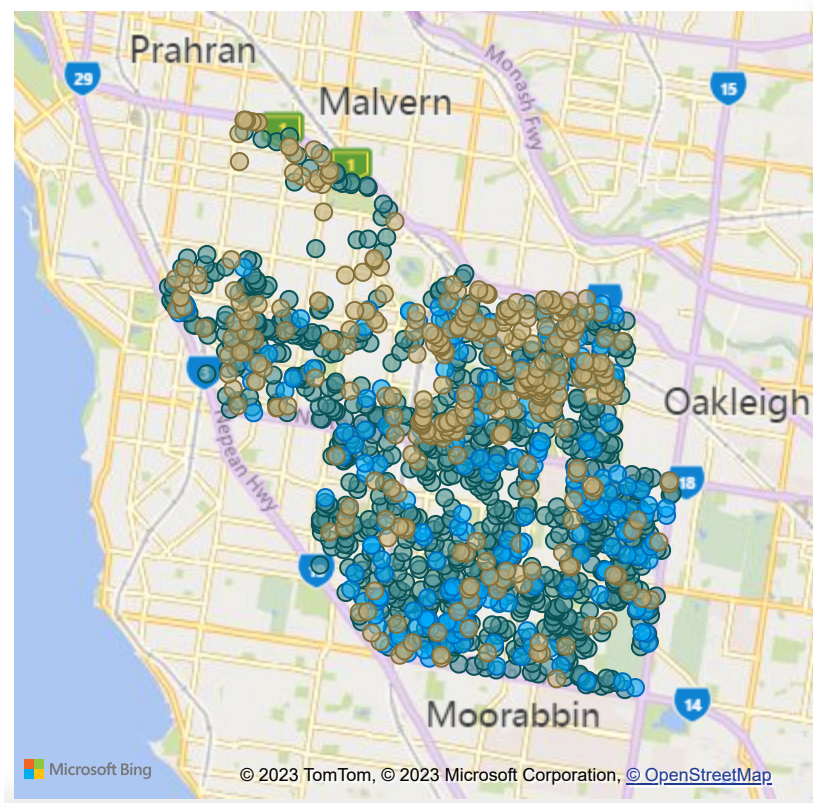 Prahran
29
Monash Fwy
15
Malvern
1
1
Oakleigh
N
Nepean Hwy
18
14
Moorabbin
Microsoft Bing
© 2023 TomTom, © 2023 Microsoft Corporation, © OpenStreetMap